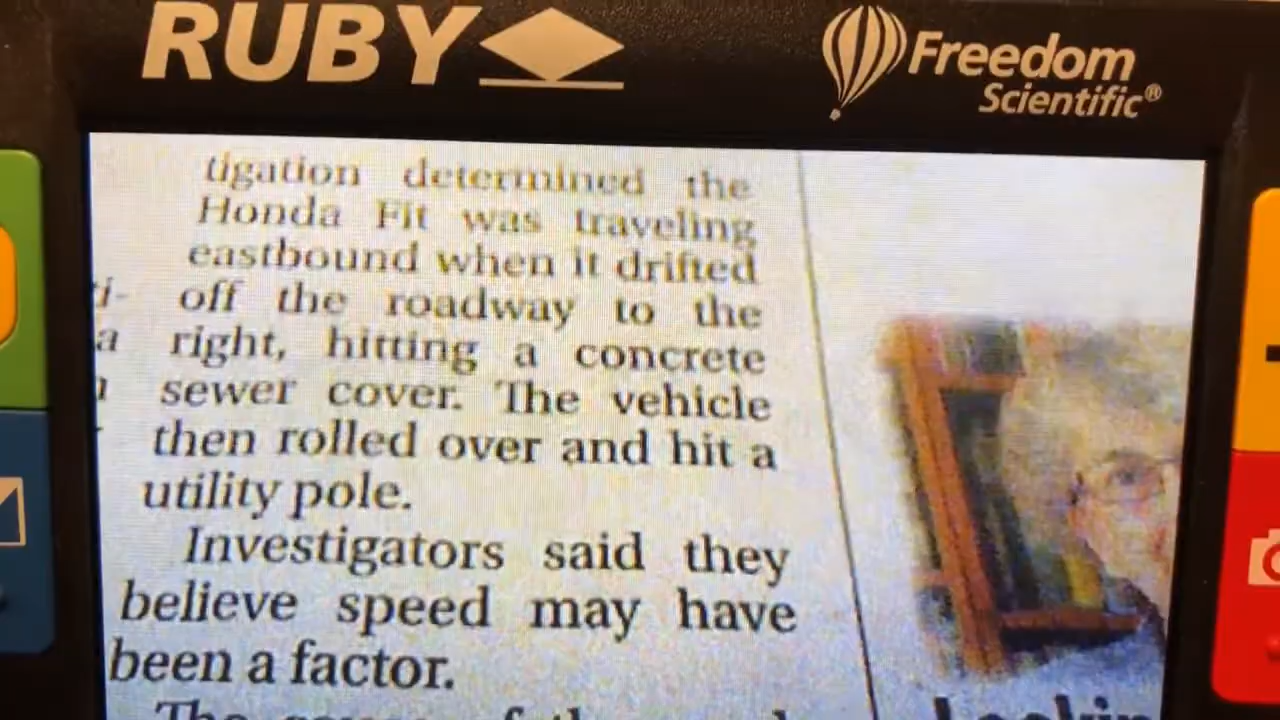 RUBY
Freedom
Scientific®
tigation determined the
Honda Fit was traveling
eastbound when it drifted
off the roadway to the
right, hitting a concrete
sewer cover. The vehicle
then rolled over and hit a
utility pole.
Investigators said they
believe speed may have
been a factor.
The